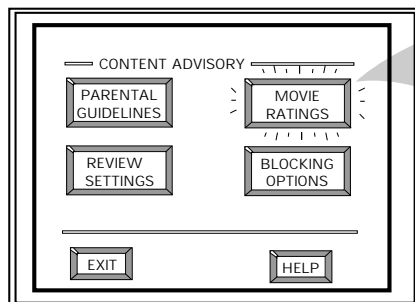 CONTENT ADVISORY
PARENTAL
GUIDELINES
MOVIE
RATINGS
REVIEW
SETTINGS
BLOCKING
OPTIONS
EXIT
HELP